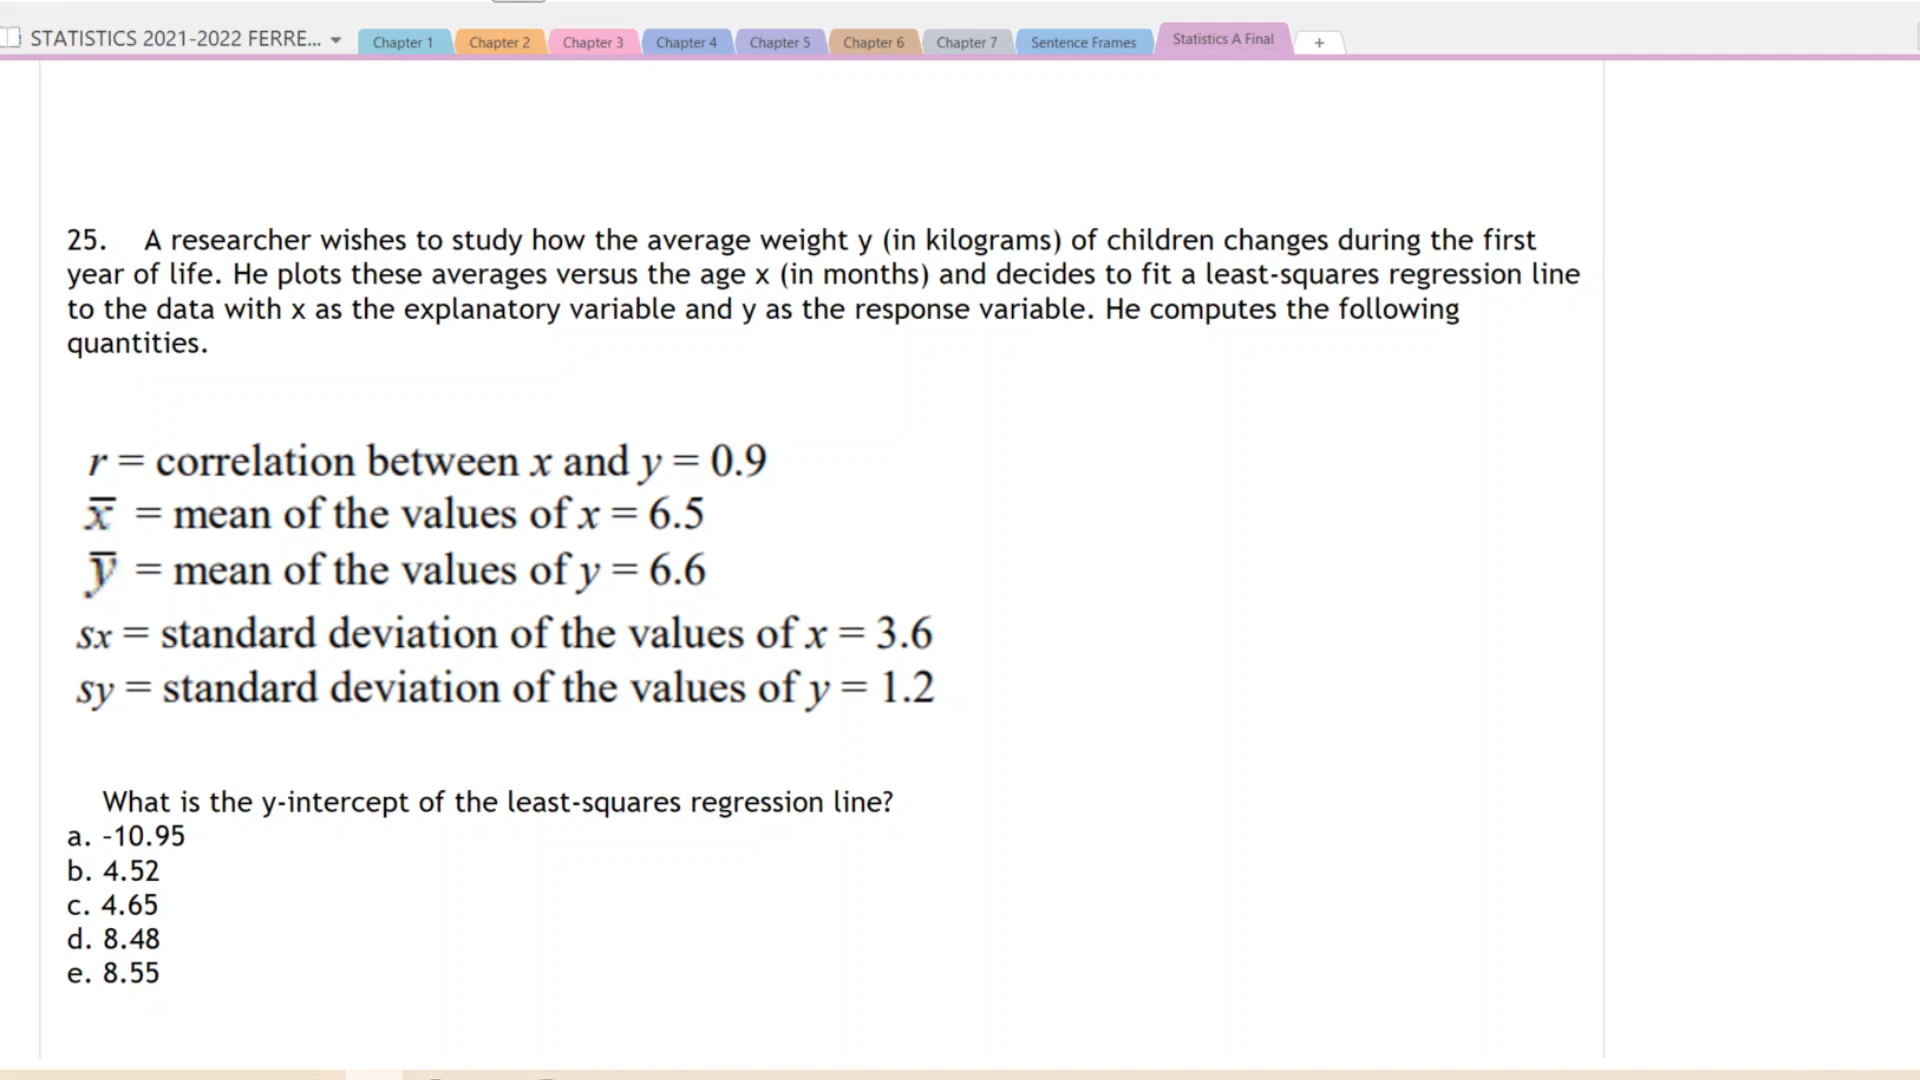 STATISTICS 2021-2022 FERRE...
Chapter 1
Chapter 2
Chapter 3
Chapter 4
Chapter 5
Chapter 6
Chapter 7
Sentence Frames
Statistics A Final
+
25. A researcher wishes to study how the average weight y (in kilograms) of children changes during the first
year of life. He plots these averages versus the age x (in months) and decides to fit a least-squares regression line
to the data with x as the explanatory variable and y as the response variable. He computes the following
quantities.
r = correlation between x and y = 0.9
x̅ = mean of the values of x = 6.5
y̅ = mean of the values of y = 6.6
sx = standard deviation of the values of x = 3.6
sy = standard deviation of the values of y = 1.2
What is the y-intercept of the least-squares regression line?
a. -10.95
b. 4.52
c. 4.65
d. 8.48
e. 8.55